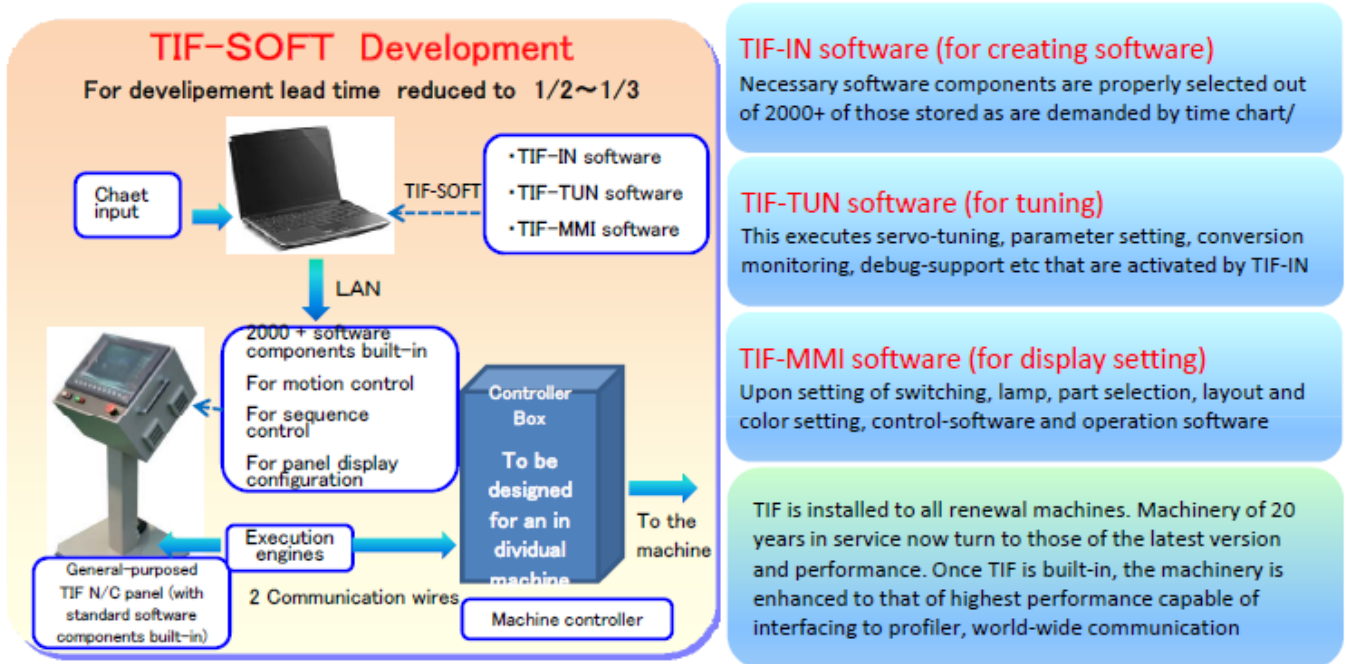 TIF-SOFT Development
For develipement lead time reduced to 1/2～1/3
Chaet
input
TIF-SOFT
・TIF-IN software
・TIF-TUN software
・TIF-MMI software
LAN
2000 + software
components built-in
For motion control
For sequence
control
For panel display
configuration
Controller
Box
To be
designed
for an in
dividual
machine
To the
machine
Execution
engines
2 Communication wires
General-purposed
TIF N/C panel (with
standard software
components built-in)
Machine controller
TIF-IN software (for creating software)
Necessary software components are properly selected out
of 2000+ of those stored as are demanded by time chart/
TIF-TUN software (for tuning)
This executes servo-tuning, parameter setting, conversion
monitoring, debug-support etc that are activated by TIF-IN
TIF-MMI software (for display setting)
Upon setting of switching, lamp, part selection, layout and
color setting, control-software and operation software
TIF is installed to all renewal machines. Machinery of 20
years in service now turn to those of the latest version
and performance. Once TIF is built-in, the machinery is
enhanced to that of highest performance capable of
interfacing to profiler, world-wide communication